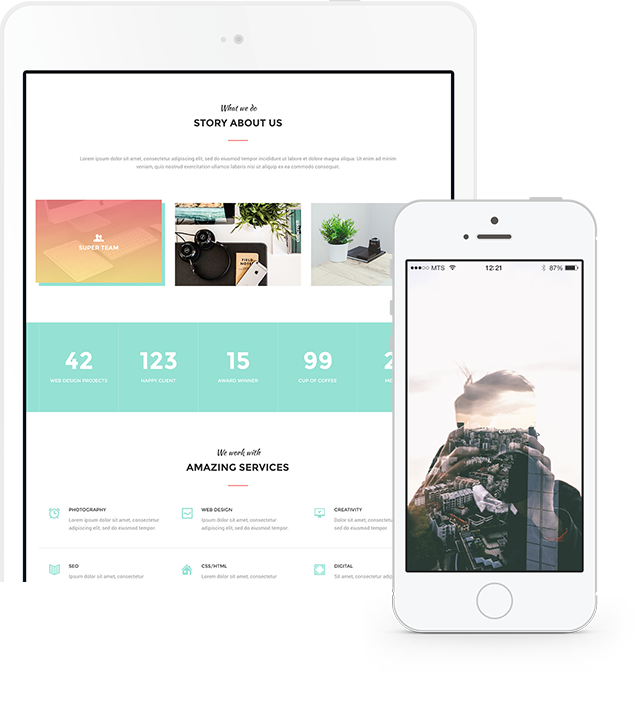 What we do
STORY ABOUT US
Lorem ipsum dolor sit amet, consectetur adipiscing elit, sed do eiusmod tempor incididunt ut labore et dolore magna aliqua. Ut enim ad minim
veniam, quis nostrud exercitation ullamco laboris nisi ut aliquip ex ea commodo consequat.
SUPER TEAM
FIELD
NOTES
42
WEB DESIGN PROJECTS
123
HAPPY CLIENT
15
AWARD WINNER
99
CUP OF COFFEE
2
ME
We work with
AMAZING SERVICES
PHOTOGRAPHY
Lorem ipsum dolor sit amet, consectetur
adipiscing elit, sed do eiusmod tempor.
WEB DESIGN
Ipsum dolor sit amet, consectetur
adipiscing elit, sed do eiusmod tempor.
CREATIVITY
Dolor sit amet, consectetur
adipiscing elit, sed do
SEO
Ipsum dolor sit amet, consectetur
CSS/HTML
Lorem ipsum dolor sit amet, consectetur
DIGITAL
Sit amet, consectetur adipi
MTS
12:21
87%